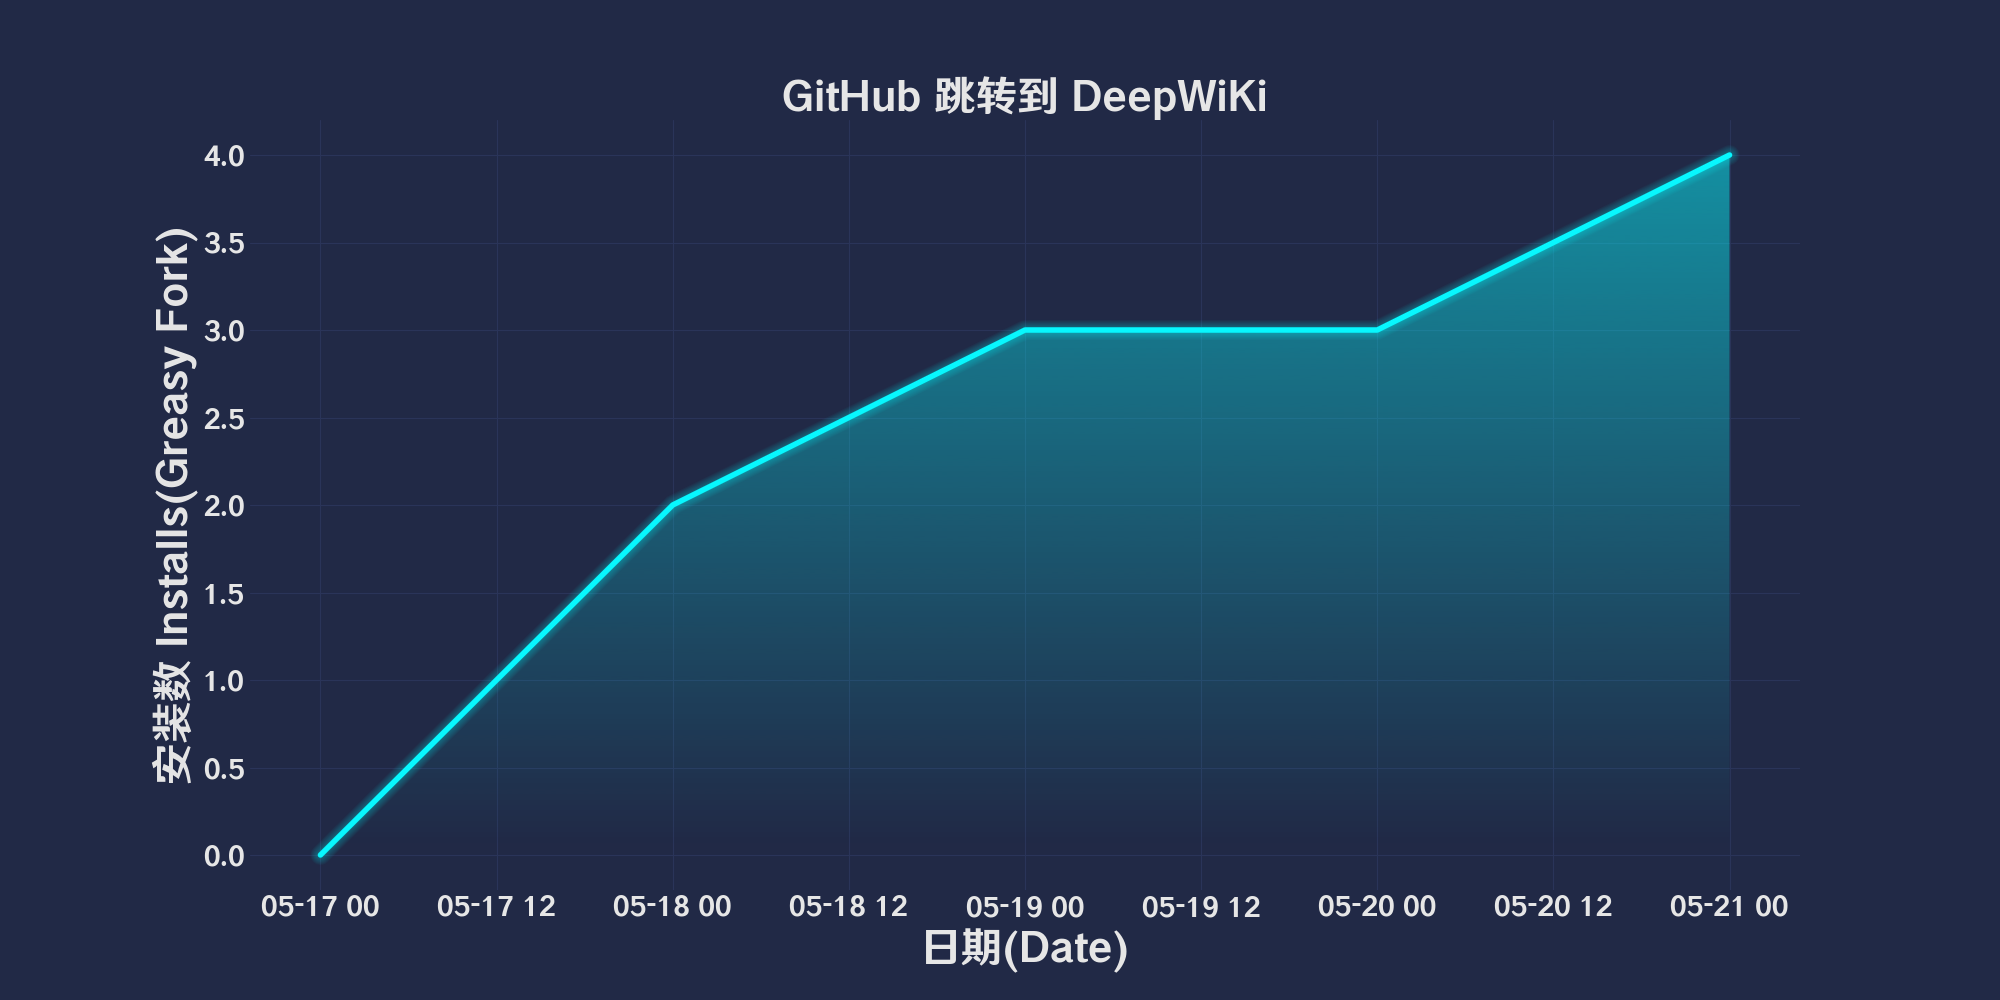 GitHub 跳转到 DeepWiKi
安装数 Installs(Greasy Fork)
4.0
3.5
3.0
2.5
2.0
1.5
1.0
0.5
0.0
05-17 00 05-17 12 05-18 00 05-18 12 05-19 00 05-19 12 05-20 00 05-20 12 05-21 00
日期(Date)